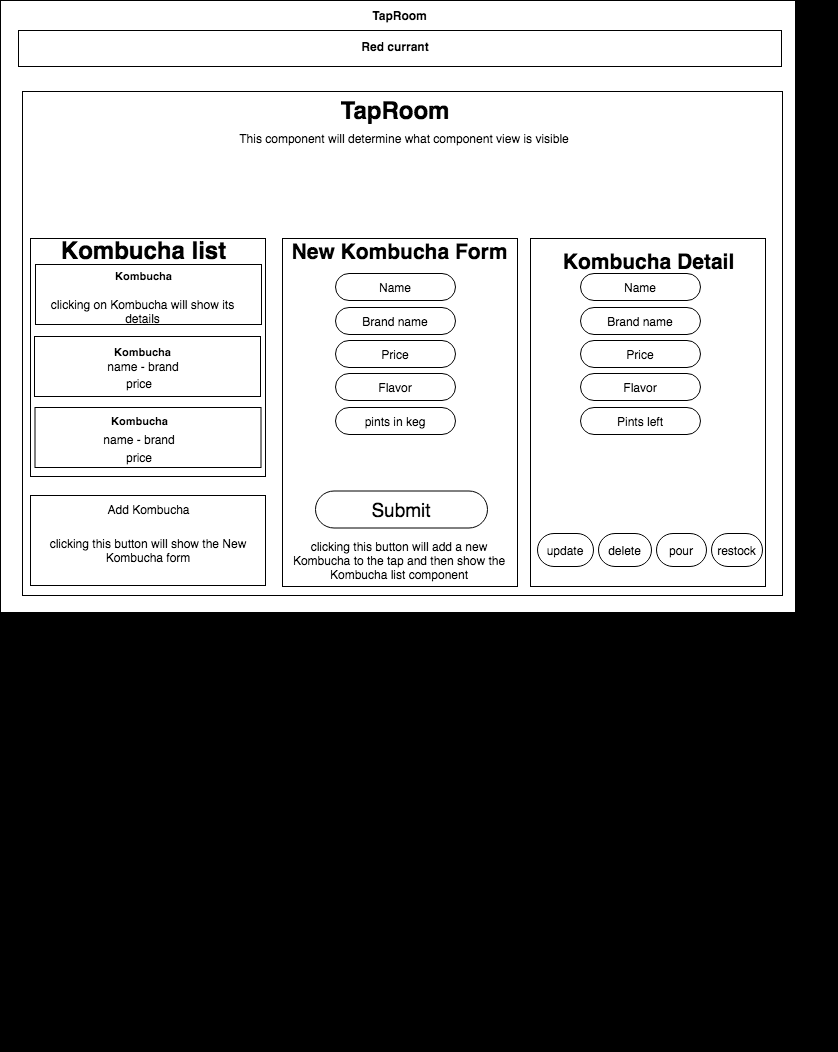 TapRoom
Red currant
TapRoom
This component will determine what component view is visible
Kombucha list
Kombucha
clicking on Kombucha will show its
details
Kombucha
name - brand
price
Kombucha
name - brand
price
Add Kombucha
clicking this button will show the New
Kombucha form
New Kombucha Form
Name
Brand name
Price
Flavor
pints in keg
Submit
clicking this button will add a new
Kombucha to the tap and then show the
Kombucha list component
Kombucha Detail
Name
Brand name
Price
Flavor
Pints left
update
delete
pour
restock